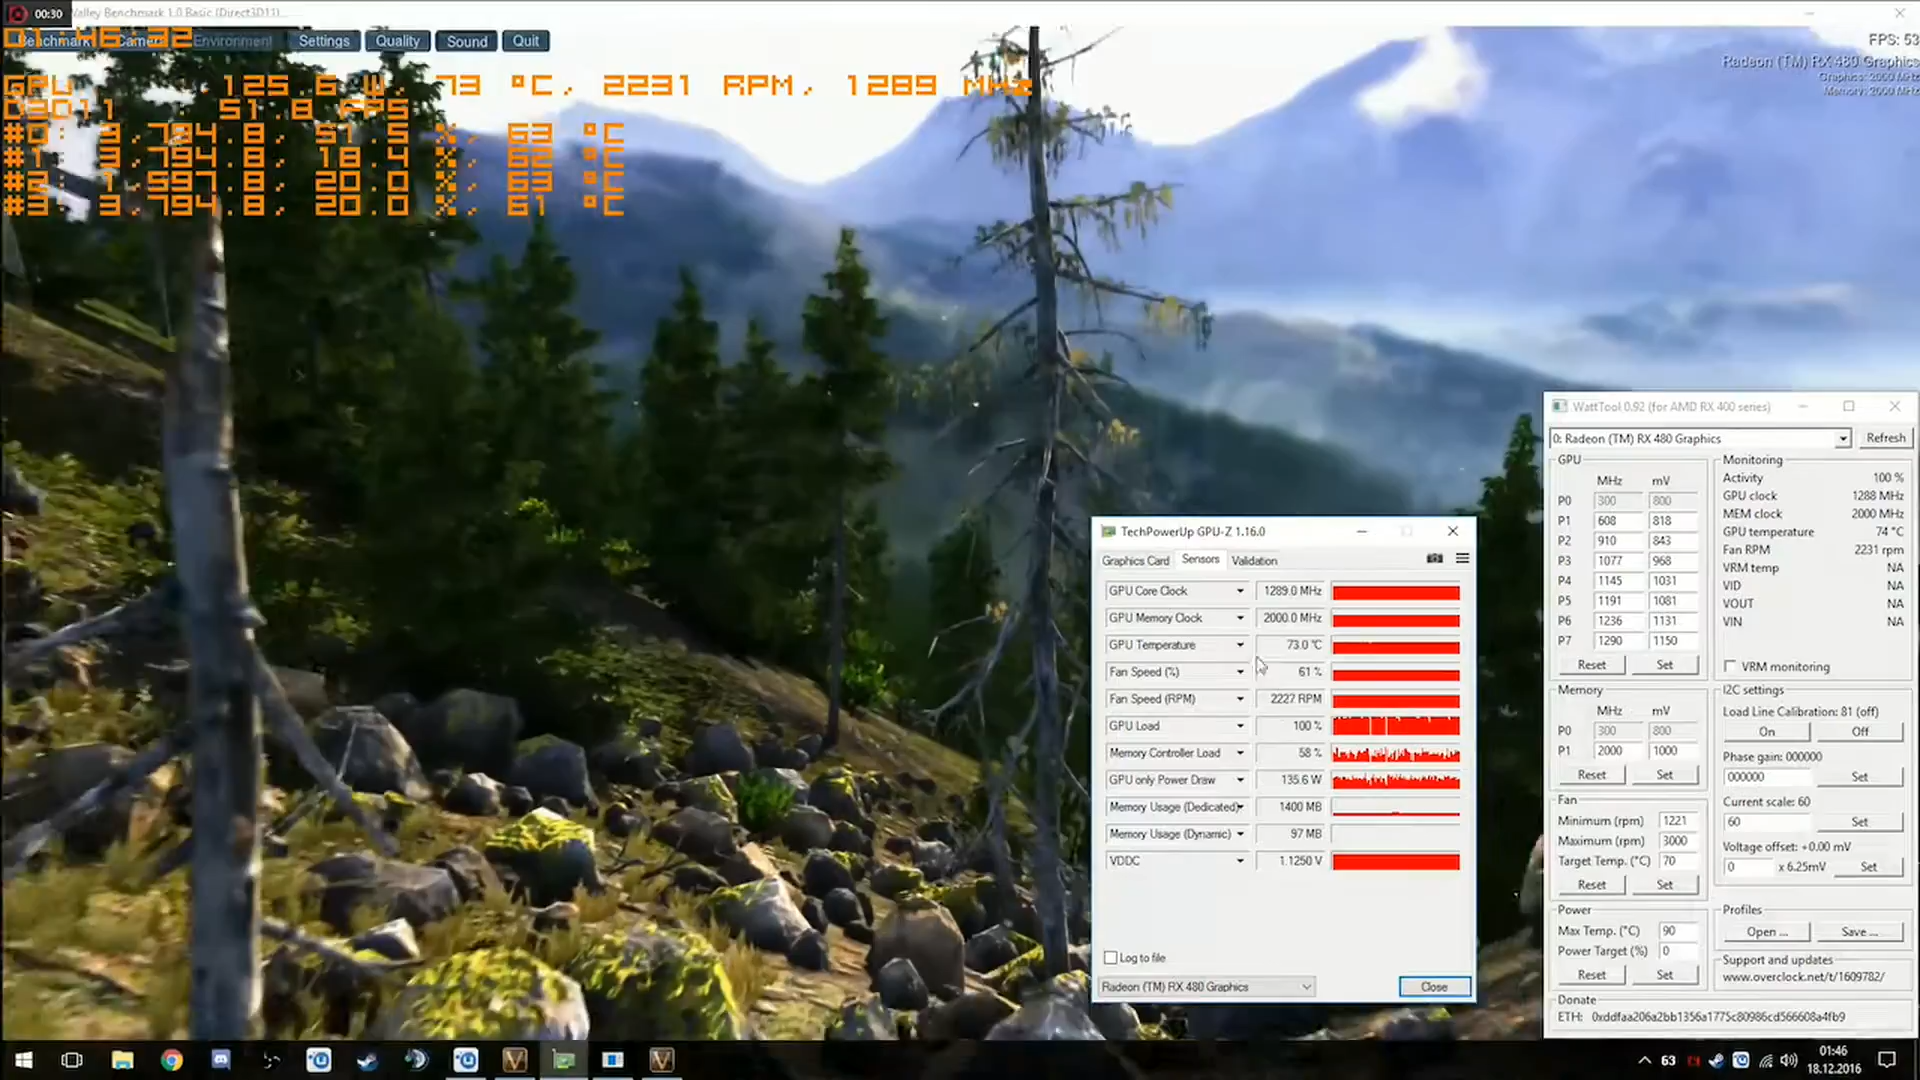 00:30
Valley Benchmark 1.0 Basic (Direct3D11)...
01:46:32
Benchmark Camera Environment Settings Quality Sound Quit
FPS: 53
Radeon (TM) RX 480 Graphics
Graphics: 2000 MHz
Memory: 2000 MHz
GPU : 125.6 W, 73 °C, 2231 RPM, 1289 MHz
D3D11 : 51.8 FPS
#0: 3,794.8, 51.5 %, 63 °C
#1: 3,794.8, 18.4 %, 62 °C
#2: 1,597.8, 20.0 %, 63 °C
#3: 3,794.8, 20.0 %, 61 °C
TechPowerUp GPU-Z 1.16.0
Graphics Card Sensors Validation
GPU Core Clock 1289.0 MHz
GPU Memory Clock 2000.0 MHz
GPU Temperature 73.0 °C
Fan Speed (%) 61 %
Fan Speed (RPM) 2227 RPM
GPU Load 100 %
Memory Controller Load 58 %
GPU only Power Draw 135.6 W
Memory Usage (Dedicated) 1400 MB
Memory Usage (Dynamic) 97 MB
VDDC 1.1250 V
Log to file
Radeon (TM) RX 480 Graphics Close
WattTool 0.92 (for AMD RX 400 series)
0: Radeon (TM) RX 480 Graphics Refresh
GPU
MHz mV
P0 300 800
P1 608 818
P2 910 843
P3 1077 968
P4 1145 1031
P5 1191 1081
P6 1236 1131
P7 1290 1150
Reset Set
Memory
MHz mV
P0 300 800
P1 2000 1000
Reset Set
Fan
Minimum (rpm) 1221
Maximum (rpm) 3000
Target Temp. (°C) 70
Reset Set
Power
Max Temp. (°C) 90
Power Target (%) 0
Reset Set
Monitoring
Activity 100 %
GPU clock 1288 MHz
MEM clock 2000 MHz
GPU temperature 74 °C
Fan RPM 2231 rpm
VRM temp NA
VID NA
VOUT NA
VIN NA
VRM monitoring
I2C settings
Load Line Calibration: 81 (off)
On Off
Phase gain: 000000
000000 Set
Current scale: 60
60 Set
Voltage offset: +0.00 mV
0 x 6.25mV Set
Profiles
Open ... Save ...
Support and updates
www.overclock.net/t/1609782/
Donate
ETH: 0xddfaa206a2bb1356a1775c80986cd566608a4fb9
63
01:46
18.12.2016